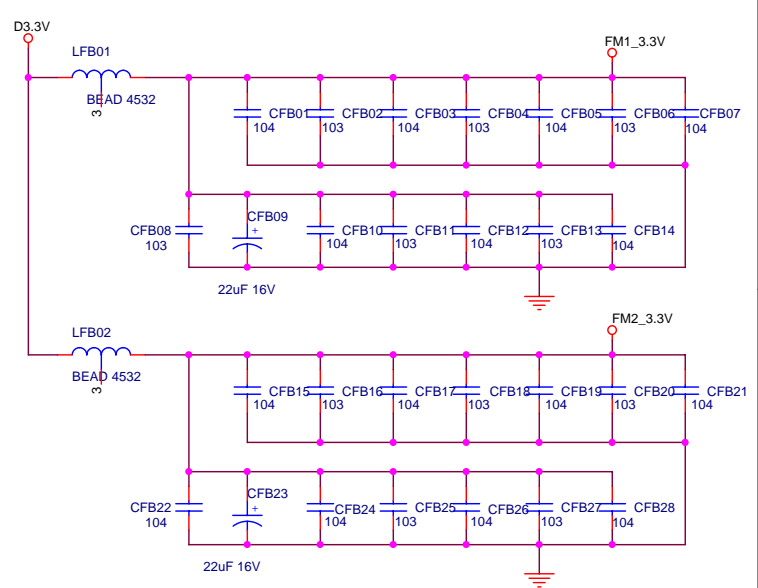 D3.3V
LFB01
BEAD 4532
3
FM1_3.3V
CFB01 CFB02 CFB03 CFB04 CFB05 CFB06 CFB07
104 103 104 103 104 103 104
CFB08
103
CFB09
+
22uF 16V
CFB10 CFB11 CFB12 CFB13 CFB14
104 103 104 103 104
LFB02
BEAD 4532
3
FM2_3.3V
CFB15 CFB16 CFB17 CFB18 CFB19 CFB20 CFB21
104 103 104 103 104 103 104
CFB22
104
CFB23
+
22uF 16V
CFB24 CFB25 CFB26 CFB27 CFB28
104 103 104 103 104